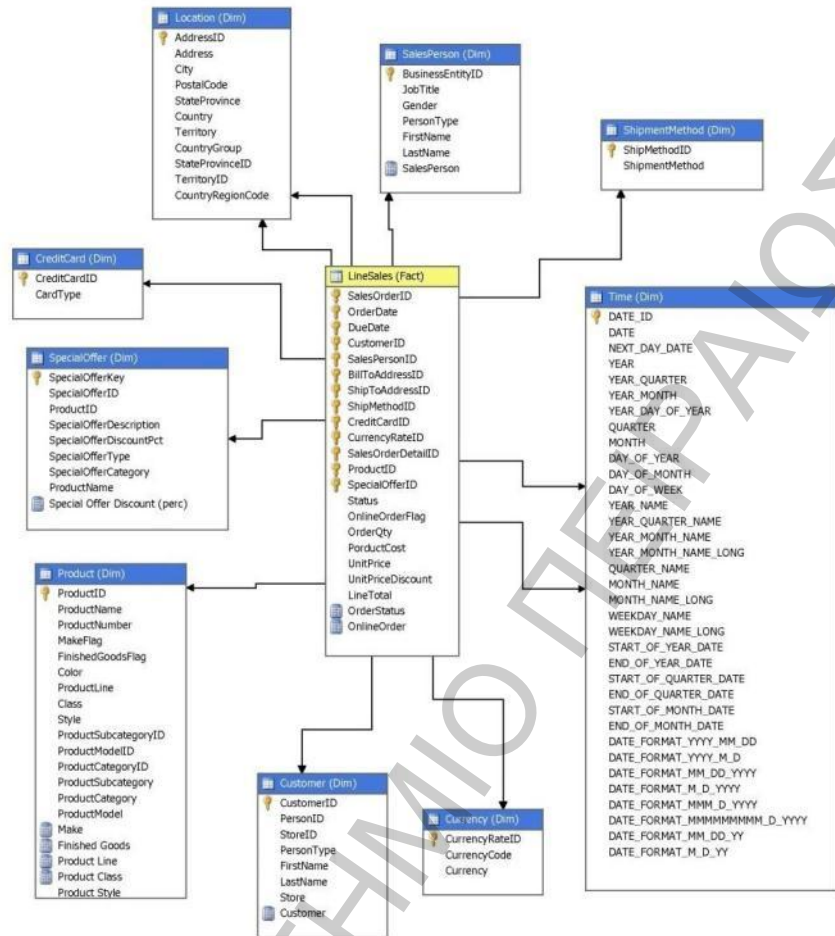 Location (Dim)
AddressID
Address
City
PostalCode
StateProvince
Country
Territory
CountryGroup
StateProvinceID
TerritoryID
CountryRegionCode
SalesPerson (Dim)
BusinessEntityID
JobTitle
Gender
PersonType
FirstName
LastName
SalesPerson
ShipmentMethod (Dim)
ShipMethodID
ShipmentMethod
CreditCard (Dim)
CreditCardID
CardType
SpecialOffer (Dim)
SpecialOfferKey
SpecialOfferID
ProductID
SpecialOfferDescription
SpecialOfferDiscountPct
SpecialOfferType
SpecialOfferCategory
ProductName
Special Offer Discount (perc)
LineSales (Fact)
SalesOrderID
OrderDate
DueDate
CustomerID
SalesPersonID
BillToAddressID
ShipToAddressID
ShipMethodID
CreditCardID
CurrencyRateID
SalesOrderDetailID
ProductID
SpecialOfferID
Status
OnlineOrderFlag
OrderQty
PorductCost
UnitPrice
UnitPriceDiscount
LineTotal
OrderStatus
OnlineOrder
Time (Dim)
DATE_ID
DATE
NEXT_DAY_DATE
YEAR
YEAR_QUARTER
YEAR_MONTH
YEAR_DAY_OF_YEAR
QUARTER
MONTH
DAY_OF_YEAR
DAY_OF_MONTH
DAY_OF_WEEK
YEAR_NAME
YEAR_QUARTER_NAME
YEAR_MONTH_NAME
YEAR_MONTH_NAME_LONG
QUARTER_NAME
MONTH_NAME
MONTH_NAME_LONG
WEEKDAY_NAME
WEEKDAY_NAME_LONG
START_OF_YEAR_DATE
END_OF_YEAR_DATE
START_OF_QUARTER_DATE
END_OF_QUARTER_DATE
START_OF_MONTH_DATE
END_OF_MONTH_DATE
DATE_FORMAT_YYYY_MM_DD
DATE_FORMAT_YYYY_M_D
DATE_FORMAT_MM_DD_YYYY
DATE_FORMAT_M_D_YYYY
DATE_FORMAT_MMM_D_YYYY
DATE_FORMAT_MMMMMMMMM_D_YYYY
DATE_FORMAT_MM_DD_YY
DATE_FORMAT_M_D_YY
Product (Dim)
ProductID
ProductName
ProductNumber
MakeFlag
FinishedGoodsFlag
Color
ProductLine
Class
Style
ProductSubcategoryID
ProductModelID
ProductCategoryID
ProductSubcategory
ProductCategory
ProductModel
Make
Finished Goods
Product Line
Product Class
Product Style
Customer (Dim)
CustomerID
PersonID
StoreID
PersonType
FirstName
LastName
Store
Customer
Currency (Dim)
CurrencyRateID
CurrencyCode
Currency
ΠΕΙΡΑΙΩΣ